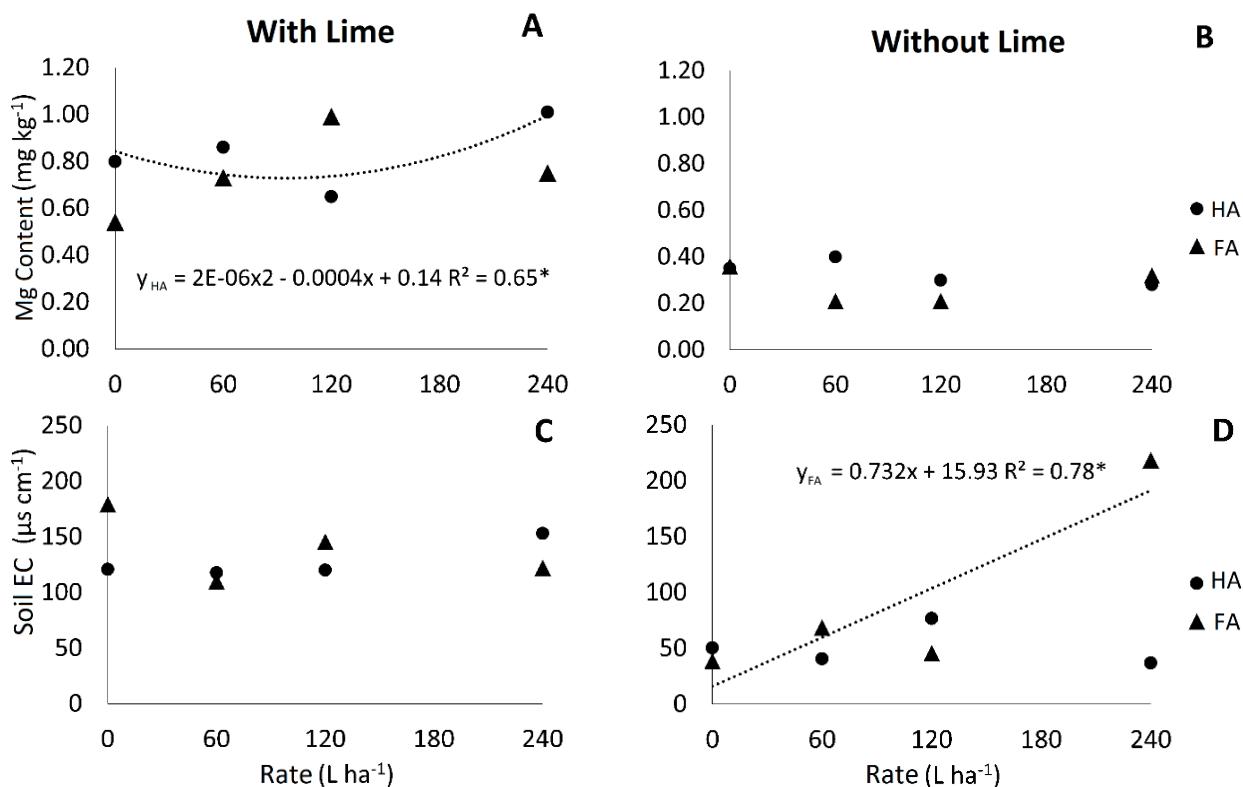 With Lime
A
Mg Content (mg kg⁻¹)
1.20
1.00
0.80
0.60
0.40
0.20
0.00
y HA = 2E-06x2 - 0.0004x + 0.14 R² = 0.65*
0 60 120 180 240
Without Lime
B
1.20
1.00
0.80
0.60
0.40
0.20
0.00
0 60 120 180 240
HA
FA
C
Soil EC (µs cm⁻¹)
250
200
150
100
50
0
0 60 120 180 240
Rate (L ha⁻¹)
D
250
200
150
100
50
0
yFA = 0.732x + 15.93 R² = 0.78*
0 60 120 180 240
Rate (L ha⁻¹)
HA
FA